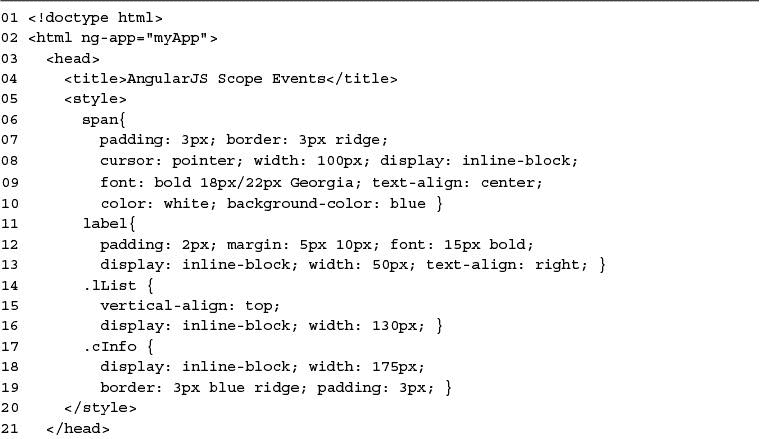 01 <!doctype html>
02 <html ng-app="myApp">
03   <head>
04     <title>AngularJS Scope Events</title>
05     <style>
06       span{
07         padding: 3px; border: 3px ridge;
08         cursor: pointer; width: 100px; display: inline-block;
09         font: bold 18px/22px Georgia; text-align: center;
10         color: white; background-color: blue }
11       label{
12         padding: 2px; margin: 5px 10px; font: 15px bold;
13         display: inline-block; width: 50px; text-align: right; }
14       .lList {
15         vertical-align: top;
16         display: inline-block; width: 130px; }
17       .cInfo {
18         display: inline-block; width: 175px;
19         border: 3px blue ridge; padding: 3px; }
20     </style>
21   </head>